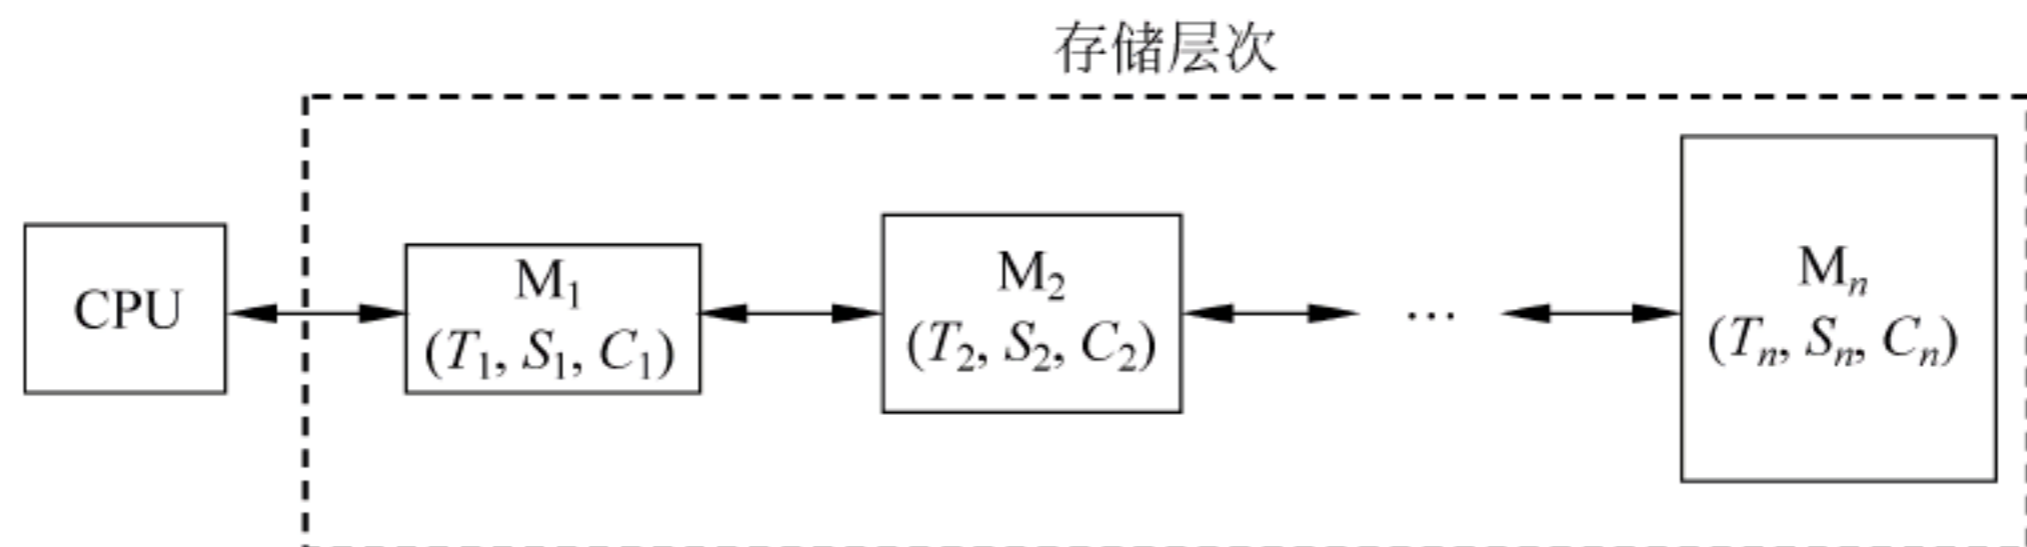 存储层次
CPU
M₁
(T₁, S₁, C₁)
M₂
(T₂, S₂, C₂)
···
Mₙ
(Tₙ, Sₙ, Cₙ)